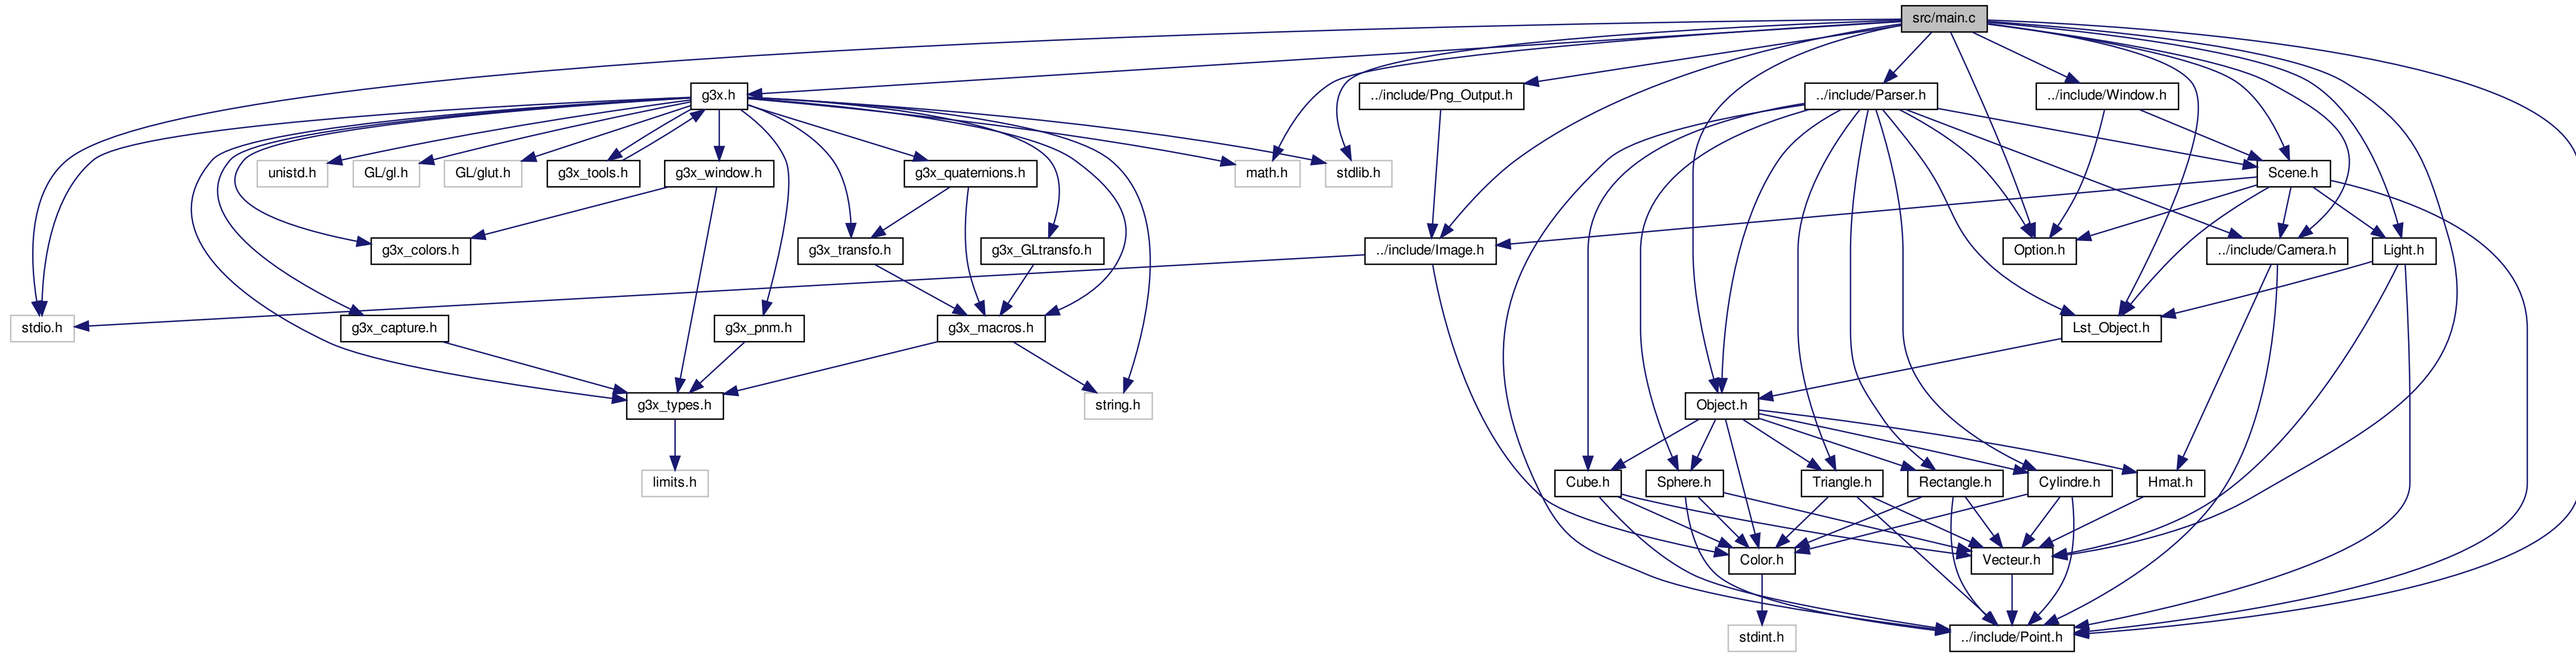 src/main.c
g3x.h
../include/Png_Output.h
../include/Parser.h
../include/Window.h
unistd.h
GL/gl.h
GL/glut.h
g3x_tools.h
g3x_window.h
g3x_quaternions.h
math.h
stdlib.h
Scene.h
g3x_colors.h
g3x_transfo.h
g3x_GLtransfo.h
../include/Image.h
Option.h
../include/Camera.h
Light.h
stdio.h
g3x_capture.h
g3x_pnm.h
g3x_macros.h
Lst_Object.h
g3x_types.h
string.h
Object.h
limits.h
Cube.h
Sphere.h
Triangle.h
Rectangle.h
Cylindre.h
Hmat.h
Color.h
Vecteur.h
stdint.h
../include/Point.h